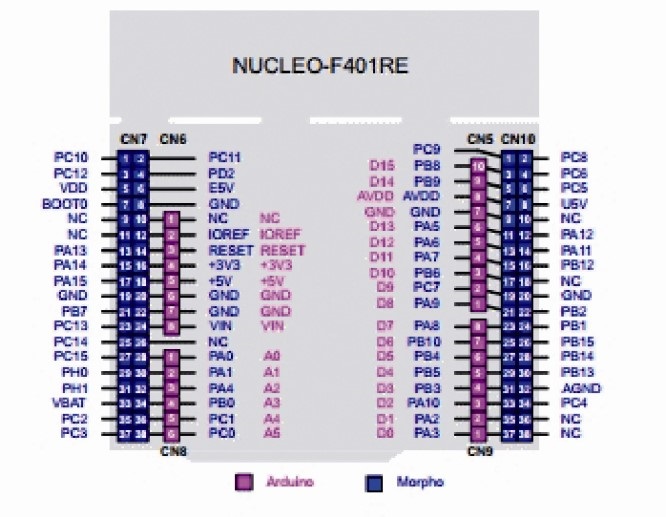 NUCLEO-F401RE
CN7 CN6 CN5 CN10
PC9
PC10 1 2 PC11 1 2 PC8
PC12 3 4 PD2 D15 PB8 10 3 4 PC6
VDD 5 6 E5V D14 PB9 9 5 6 PC5
BOOT0 7 8 GND AVDD AVDD 8 7 8 U5V
NC 9 10 1 NC NC GND GND 7 9 10 NC
NC 11 12 2 IOREF IOREF D13 PA5 6 11 12 PA12
PA13 13 14 3 RESET RESET D12 PA6 5 13 14 PA11
PA14 15 16 4 +3V3 +3V3 D11 PA7 4 15 16 PB12
PA15 17 18 5 +5V +5V D10 PB6 3 17 18 NC
GND 19 20 6 GND GND D9 PC7 2 19 20 GND
PB7 21 22 7 GND GND D8 PA9 1 21 22 PB2
PC13 23 24 8 VIN VIN D7 PA8 8 23 24 PB1
PC14 25 26 NC D6 PB10 7 25 26 PB15
PC15 27 28 1 PA0 A0 D5 PB4 6 27 28 PB14
PH0 29 30 2 PA1 A1 D4 PB5 5 29 30 PB13
PH1 31 32 3 PA4 A2 D3 PB3 4 31 32 AGND
VBAT 33 34 4 PB0 A3 D2 PA10 3 33 34 PC4
PC2 35 36 5 PC1 A4 D1 PA2 2 35 36 NC
PC3 37 38 6 PC0 A5 D0 PA3 1 37 38 NC
CN8 CN9
Arduino Morpho